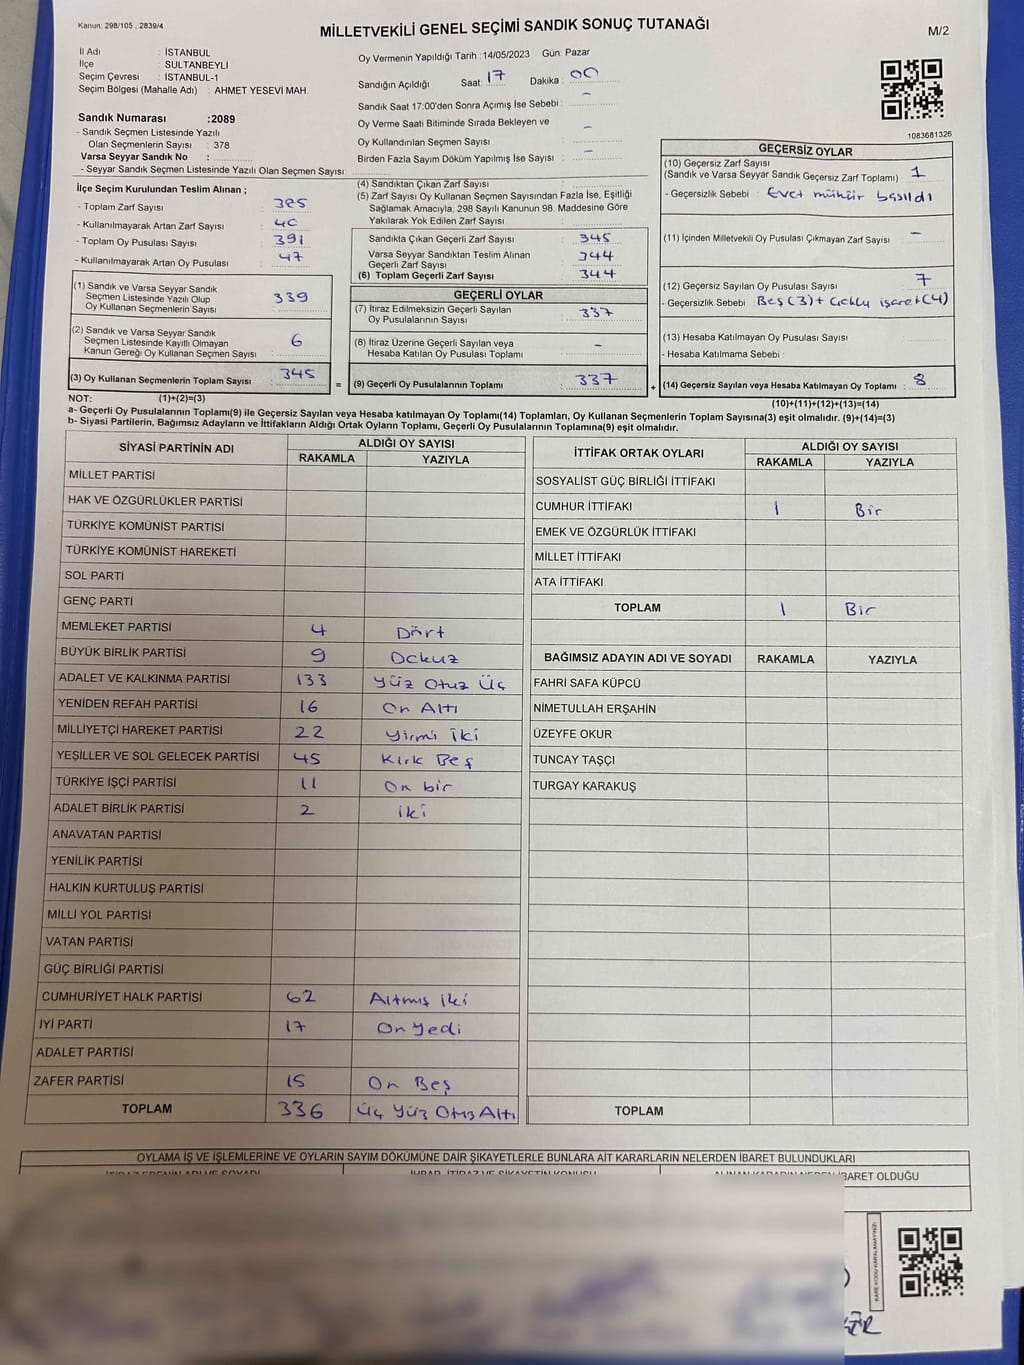 Kanun: 298/105 , 2839/4
MİLLETVEKİLİ GENEL SEÇİMİ SANDIK SONUÇ TUTANAĞI
M/2
İl Adı : İSTANBUL
İlçe : SULTANBEYLİ
Seçim Çevresi : İSTANBUL-1
Seçim Bölgesi (Mahalle Adı) : AHMET YESEVİ MAH.
Sandık Numarası :2089
- Sandık Seçmen Listesinde Yazılı
Olan Seçmenlerin Sayısı : 378
Varsa Seyyar Sandık No :
- Seyyar Sandık Seçmen Listesinde Yazılı Olan Seçmen Sayısı:
Oy Vermenin Yapıldığı Tarih : 14/05/2023 Gün: Pazar
Sandığın Açıldığı Saat: 17 Dakika : 00
Sandık Saat 17:00'den Sonra Açımış İse Sebebi : -
Oy Verme Saati Bitiminde Sırada Bekleyen ve
Oy Kullandırılan Seçmen Sayısı : -
Birden Fazla Sayım Döküm Yapılmış İse Sayısı : -
1083681326
İlçe Seçim Kurulundan Teslim Alınan ;
- Toplam Zarf Sayısı : 385
- Kullanılmayarak Artan Zarf Sayısı : 40
- Toplam Oy Pusulası Sayısı : 391
- Kullanılmayarak Artan Oy Pusulası : 47
(1) Sandık ve Varsa Seyyar Sandık
Seçmen Listesinde Yazılı Olup
Oy Kullanan Seçmenlerin Sayısı : 339
(2) Sandık ve Varsa Seyyar Sandık
Seçmen Listesinde Kayıtlı Olmayan
Kanun Gereği Oy Kullanan Seçmen Sayısı : 6
(3) Oy Kullanan Seçmenlerin Toplam Sayısı : 345
(4) Sandıktan Çıkan Zarf Sayısı :
(5) Zarf Sayısı Oy Kullanan Seçmen Sayısından Fazla İse, Eşitliği
Sağlamak Amacıyla, 298 Sayılı Kanunun 98. Maddesine Göre
Yakılarak Yok Edilen Zarf Sayısı :
Sandıkta Çıkan Geçerli Zarf Sayısı : 345
Varsa Seyyar Sandıktan Teslim Alınan
Geçerli Zarf Sayısı : 344
(6) Toplam Geçerli Zarf Sayısı : 344
GEÇERLİ OYLAR
(7) İtiraz Edilmeksizin Geçerli Sayılan
Oy Pusulalarının Sayısı : 337
(8) İtiraz Üzerine Geçerli Sayılan veya
Hesaba Katılan Oy Pusulası Toplamı : -
= (9) Geçerli Oy Pusulalarının Toplamı : 337 +
GEÇERSİZ OYLAR
(10) Geçersiz Zarf Sayısı
(Sandık ve Varsa Seyyar Sandık Geçersiz Zarf Toplamı) : 1
- Geçersizlik Sebebi : Evet mühür basıldı
(11) İçinden Milletvekili Oy Pusulası Çıkmayan Zarf Sayısı : -
(12) Geçersiz Sayılan Oy Pusulası Sayısı : 7
- Geçersizlik Sebebi : Boş (3) + Çoklu işaret (4)
(13) Hesaba Katılmayan Oy Pusulası Sayısı :
- Hesaba Katılmama Sebebi :
(14) Geçersiz Sayılan veya Hesaba Katılmayan Oy Toplamı : 8
NOT: (1)+(2)=(3)
(10)+(11)+(12)+(13)=(14)
a- Geçerli Oy Pusulalarının Toplamı(9) ile Geçersiz Sayılan veya Hesaba katılmayan Oy Toplamı(14) Toplamları, Oy Kullanan Seçmenlerin Toplam Sayısına(3) eşit olmalıdır. (9)+(14)=(3)
b- Siyasi Partilerin, Bağımsız Adayların ve İttifakların Aldığı Ortak Oyların Toplamı, Geçerli Oy Pusulalarının Toplamına(9) eşit olmalıdır.
SİYASİ PARTİNİN ADI ALDIĞI OY SAYISI
RAKAMLA YAZIYLA
MİLLET PARTİSİ
HAK VE ÖZGÜRLÜKLER PARTİSİ
TÜRKİYE KOMÜNİST PARTİSİ
TÜRKİYE KOMÜNİST HAREKETİ
SOL PARTİ
GENÇ PARTİ
MEMLEKET PARTİSİ 4 Dört
BÜYÜK BİRLİK PARTİSİ 9 Dokuz
ADALET VE KALKINMA PARTİSİ 133 Yüz Otuz Üç
YENİDEN REFAH PARTİSİ 16 On Altı
MİLLİYETÇİ HAREKET PARTİSİ 22 Yirmi İki
YEŞİLLER VE SOL GELECEK PARTİSİ 45 Kırk Beş
TÜRKİYE İŞÇİ PARTİSİ 11 On bir
ADALET BİRLİK PARTİSİ 2 iki
ANAVATAN PARTİSİ
YENİLİK PARTİSİ
HALKIN KURTULUŞ PARTİSİ
MİLLİ YOL PARTİSİ
VATAN PARTİSİ
GÜÇ BİRLİĞİ PARTİSİ
CUMHURİYET HALK PARTİSİ 62 Altmış iki
İYİ PARTİ 17 On yedi
ADALET PARTİSİ
ZAFER PARTİSİ 15 On Beş
TOPLAM 336 Üç Yüz Otuz Altı
İTTİFAK ORTAK OYLARI ALDIĞI OY SAYISI
RAKAMLA YAZIYLA
SOSYALİST GÜÇ BİRLİĞİ İTTİFAKI
CUMHUR İTTİFAKI 1 Bir
EMEK VE ÖZGÜRLÜK İTTİFAKI
MİLLET İTTİFAKI
ATA İTTİFAKI
TOPLAM 1 Bir
BAĞIMSIZ ADAYIN ADI VE SOYADI RAKAMLA YAZIYLA
FAHRİ SAFA KÜPCÜ
NİMETULLAH ERŞAHİN
ÜZEYFE OKUR
TUNCAY TAŞÇI
TURGAY KARAKUŞ
TOPLAM
OYLAMA İŞ VE İŞLEMLERİNE VE OYLARIN SAYIM DÖKÜMÜNE DAİR ŞİKAYETLERLE BUNLARA AİT KARARLARIN NELERDEN İBARET BULUNDUKLARI
İTİRAZ EDENİN ADI VE SOYADI İHBAR, İTİRAZ VE ŞİKAYETİN KONUSU ALINAN KARARIN NEDEN İBARET OLDUĞU
KARE KODU KARALAMAYINIZ!